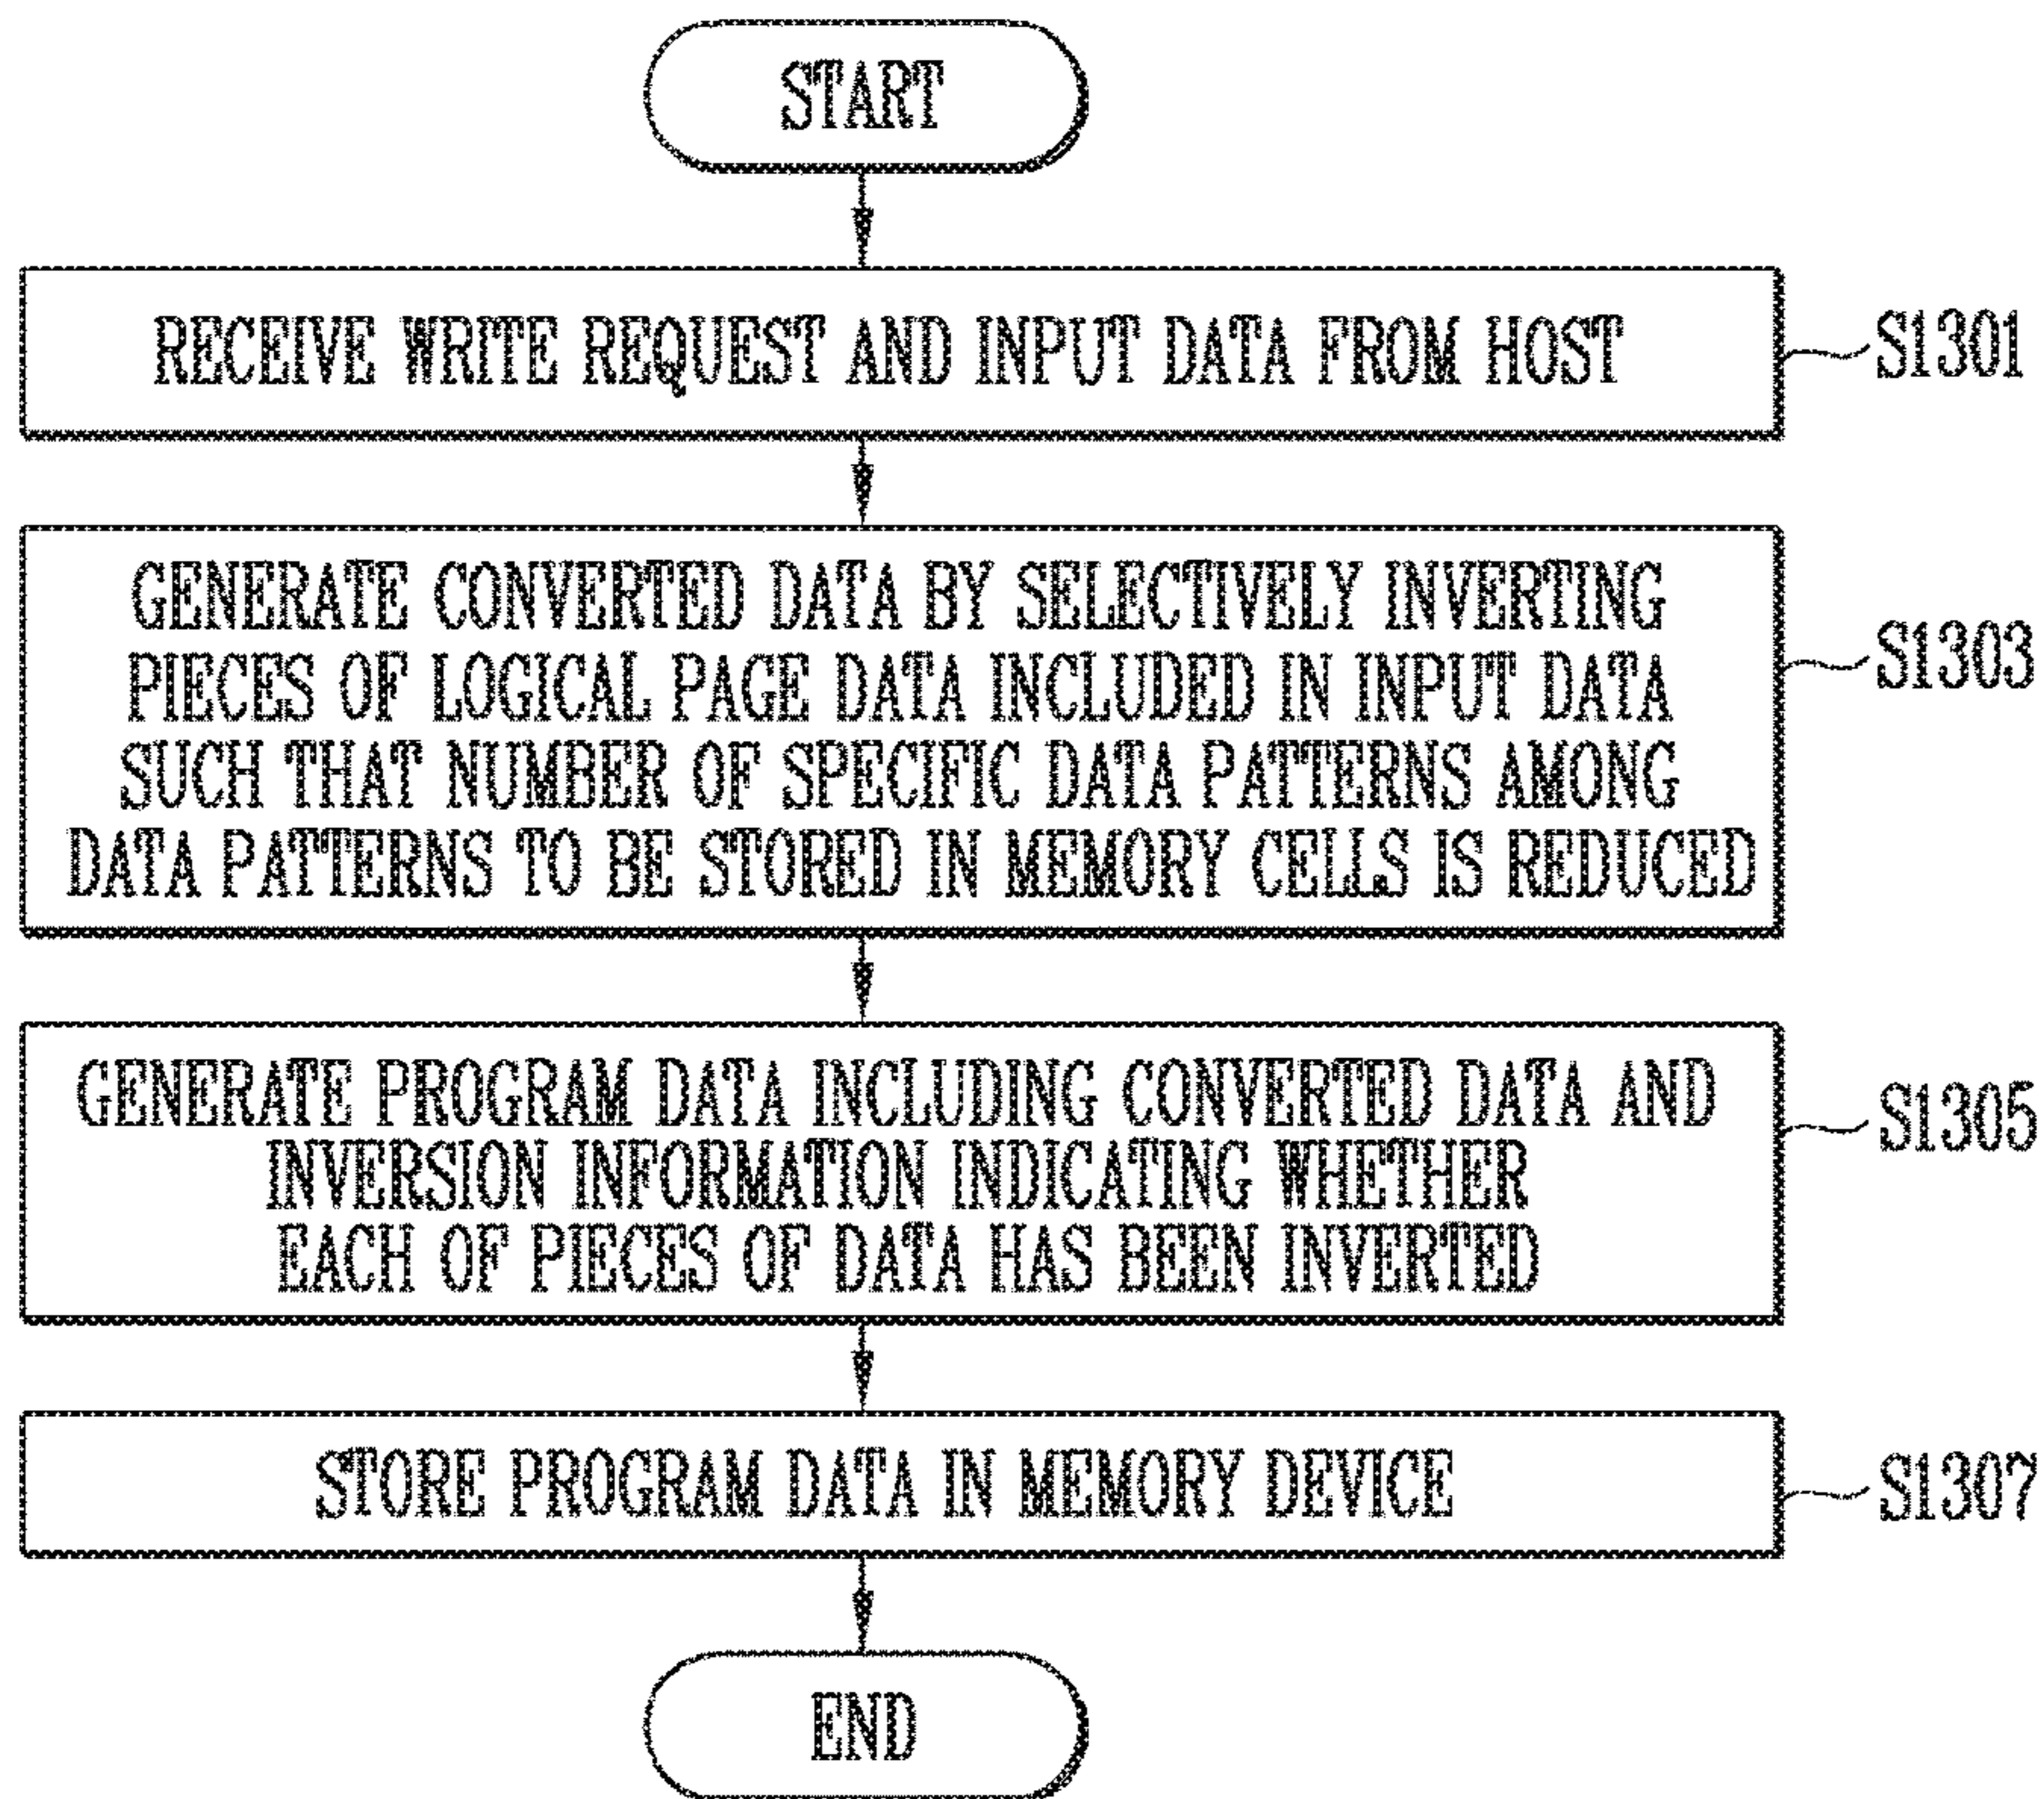 START
RECEIVE WRITE REQUEST AND INPUT DATA FROM HOST
S1301
GENERATE CONVERTED DATA BY SELECTIVELY INVERTING
PIECES OF LOGICAL PAGE DATA INCLUDED IN INPUT DATA
SUCH THAT NUMBER OF SPECIFIC DATA PATTERNS AMONG
DATA PATTERNS TO BE STORED IN MEMORY CELLS IS REDUCED
S1303
GENERATE PROGRAM DATA INCLUDING CONVERTED DATA AND
INVERSION INFORMATION INDICATING WHETHER
EACH OF PIECES OF DATA HAS BEEN INVERTED
S1305
STORE PROGRAM DATA IN MEMORY DEVICE
S1307
END